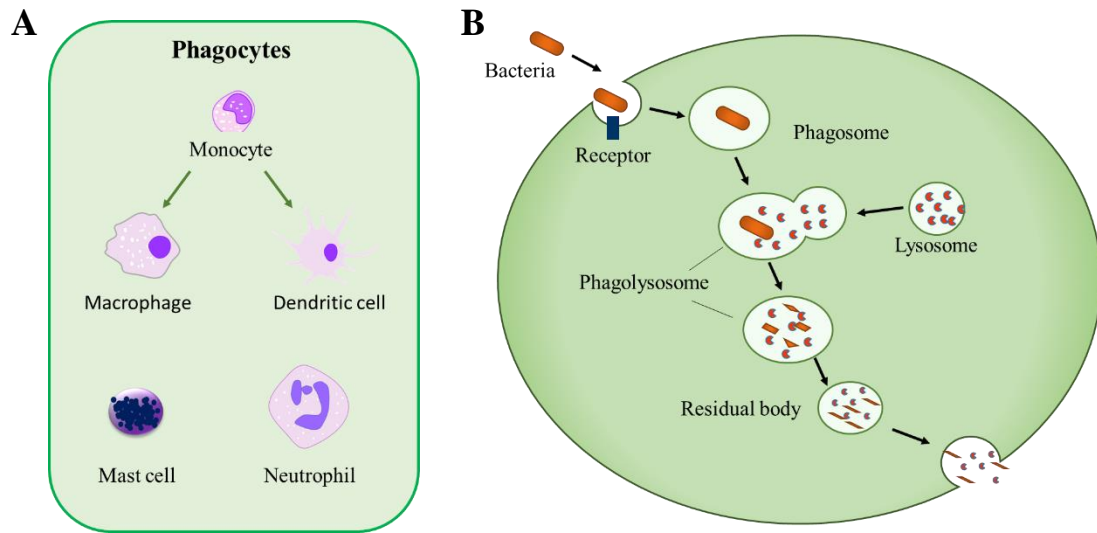 A
Phagocytes
Monocyte
Macrophage
Dendritic cell
Mast cell
Neutrophil
B
Bacteria
Receptor
Phagosome
Lysosome
Phagolysosome
Residual body